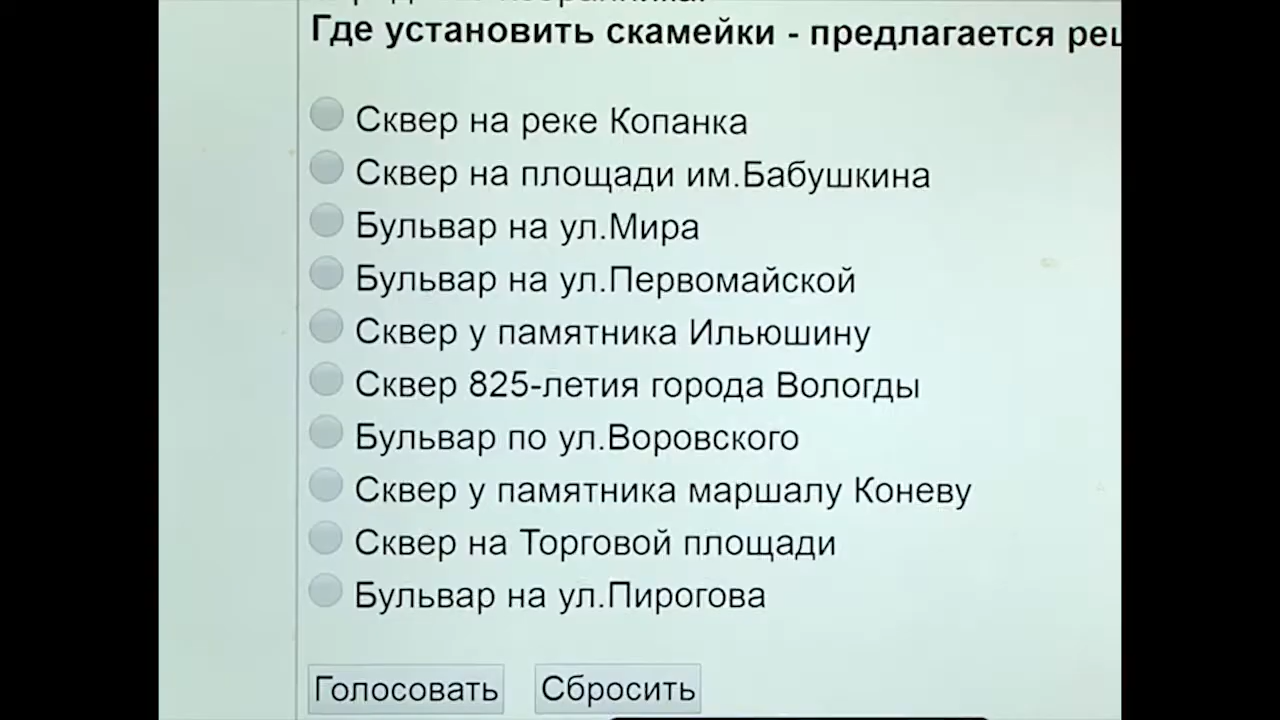 Где установить скамейки - предлагается
Сквер на реке Копанка
Сквер на площади им.Бабушкина
Бульвар на ул.Мира
Бульвар на ул.Первомайской
Сквер у памятника Ильюшину
Сквер 825-летия города Вологды
Бульвар по ул.Воровского
Сквер у памятника маршалу Коневу
Сквер на Торговой площади
Бульвар на ул.Пирогова
Голосовать Сбросить